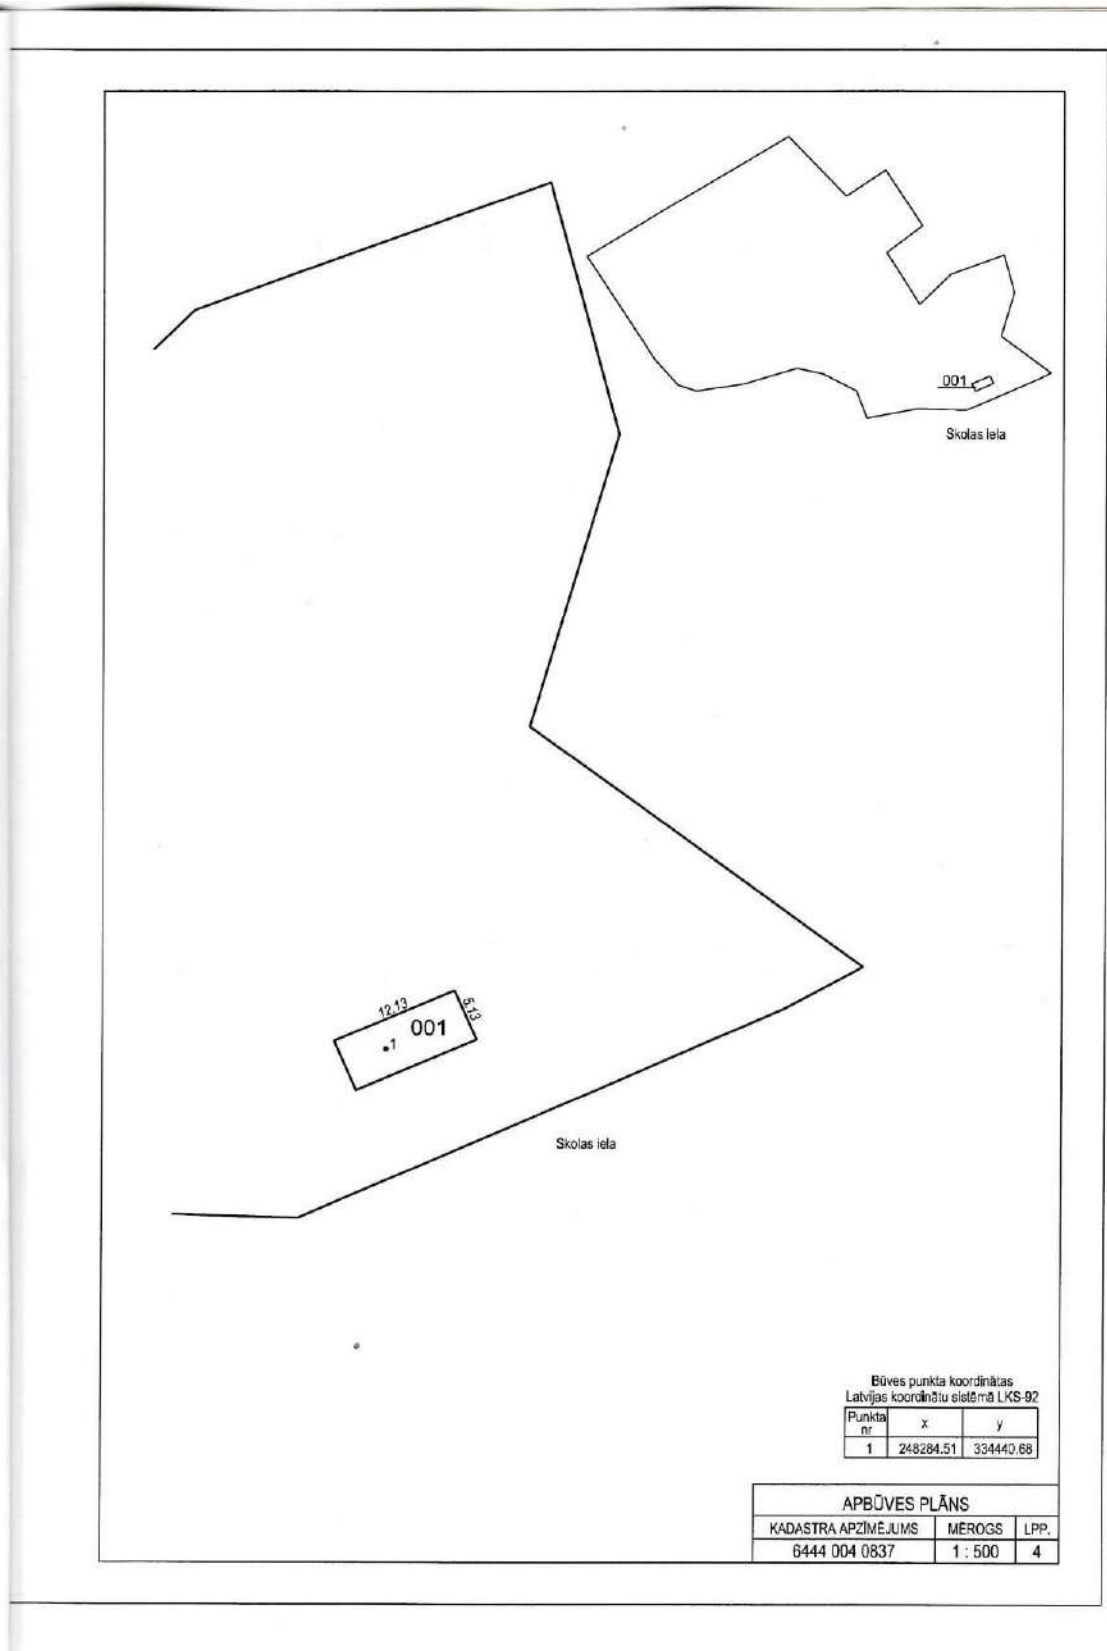 001
Skolas iela
12.13
5.13
001
1
Skolas iela
Būves punkta koordinātas
Latvijas koordinātu sistēmā LKS-92
Punkta nr x y
1 248284.51 334440.68
APBŪVES PLĀNS
KADASTRA APZĪMĒJUMS MĒROGS LPP.
6444 004 0837 1 : 500 4